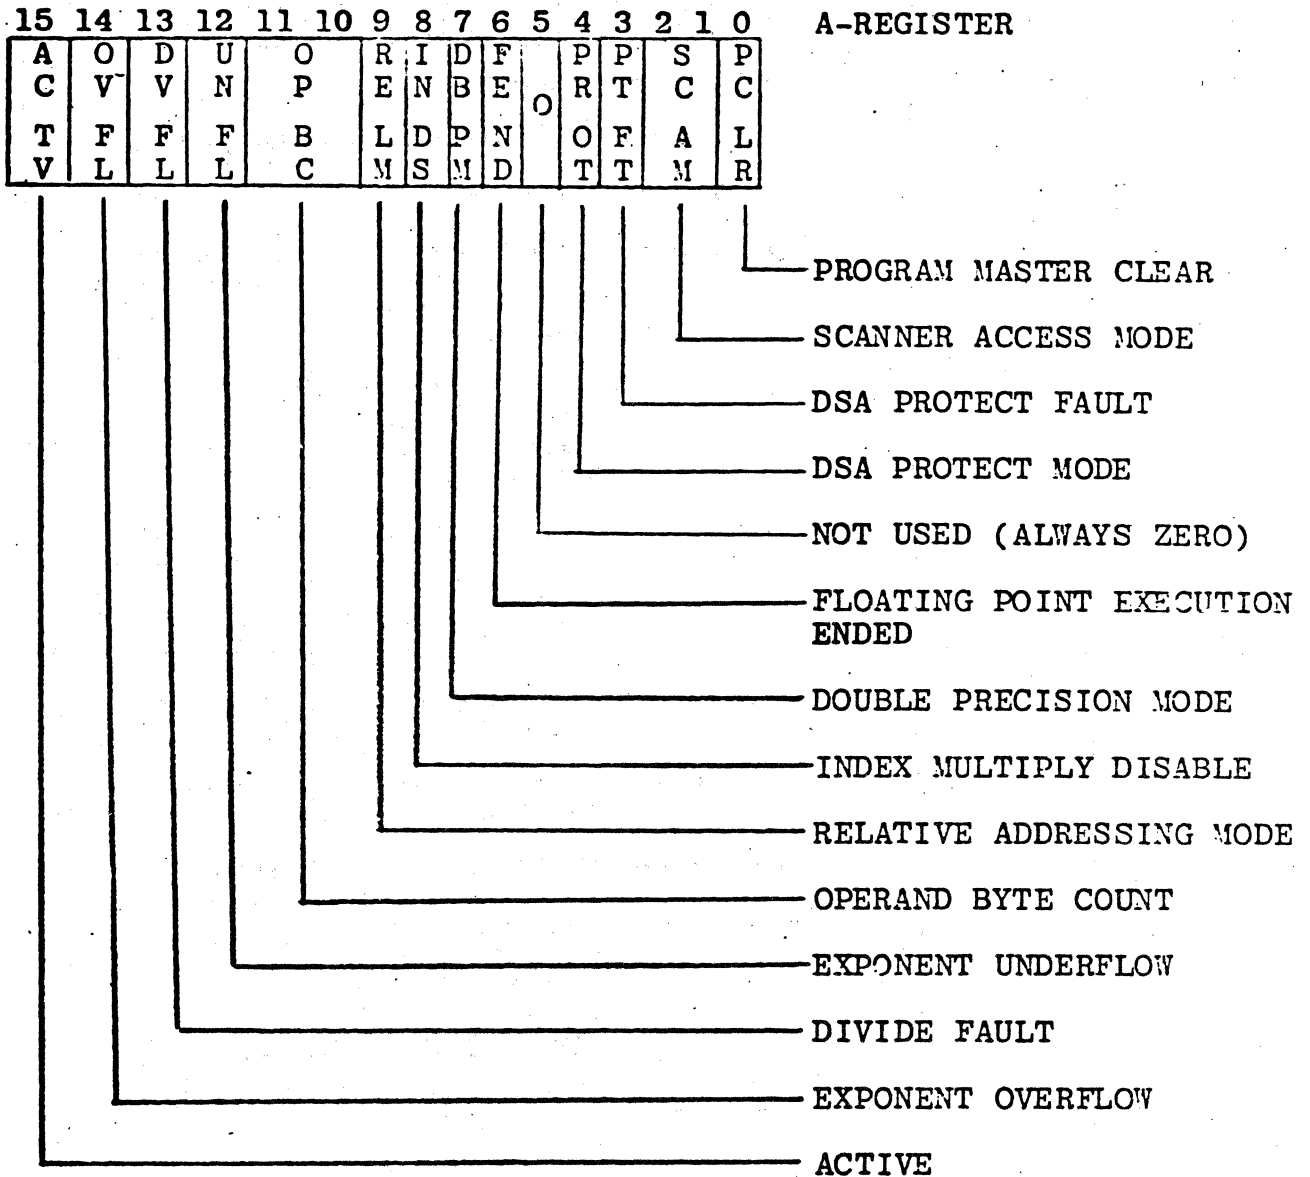 15 14 13 12 11 10 9 8 7 6 5 4 3 2 1 0 A-REGISTER
A O D U O R I D F P P S P
C V V N P E N B E O R T C C
T F F F B L D P N O F A L
V L L L C M S M D T T M R
PROGRAM MASTER CLEAR
SCANNER ACCESS MODE
DSA PROTECT FAULT
DSA PROTECT MODE
NOT USED (ALWAYS ZERO)
FLOATING POINT EXECUTION
ENDED
DOUBLE PRECISION MODE
INDEX MULTIPLY DISABLE
RELATIVE ADDRESSING MODE
OPERAND BYTE COUNT
EXPONENT UNDERFLOW
DIVIDE FAULT
EXPONENT OVERFLOW
ACTIVE